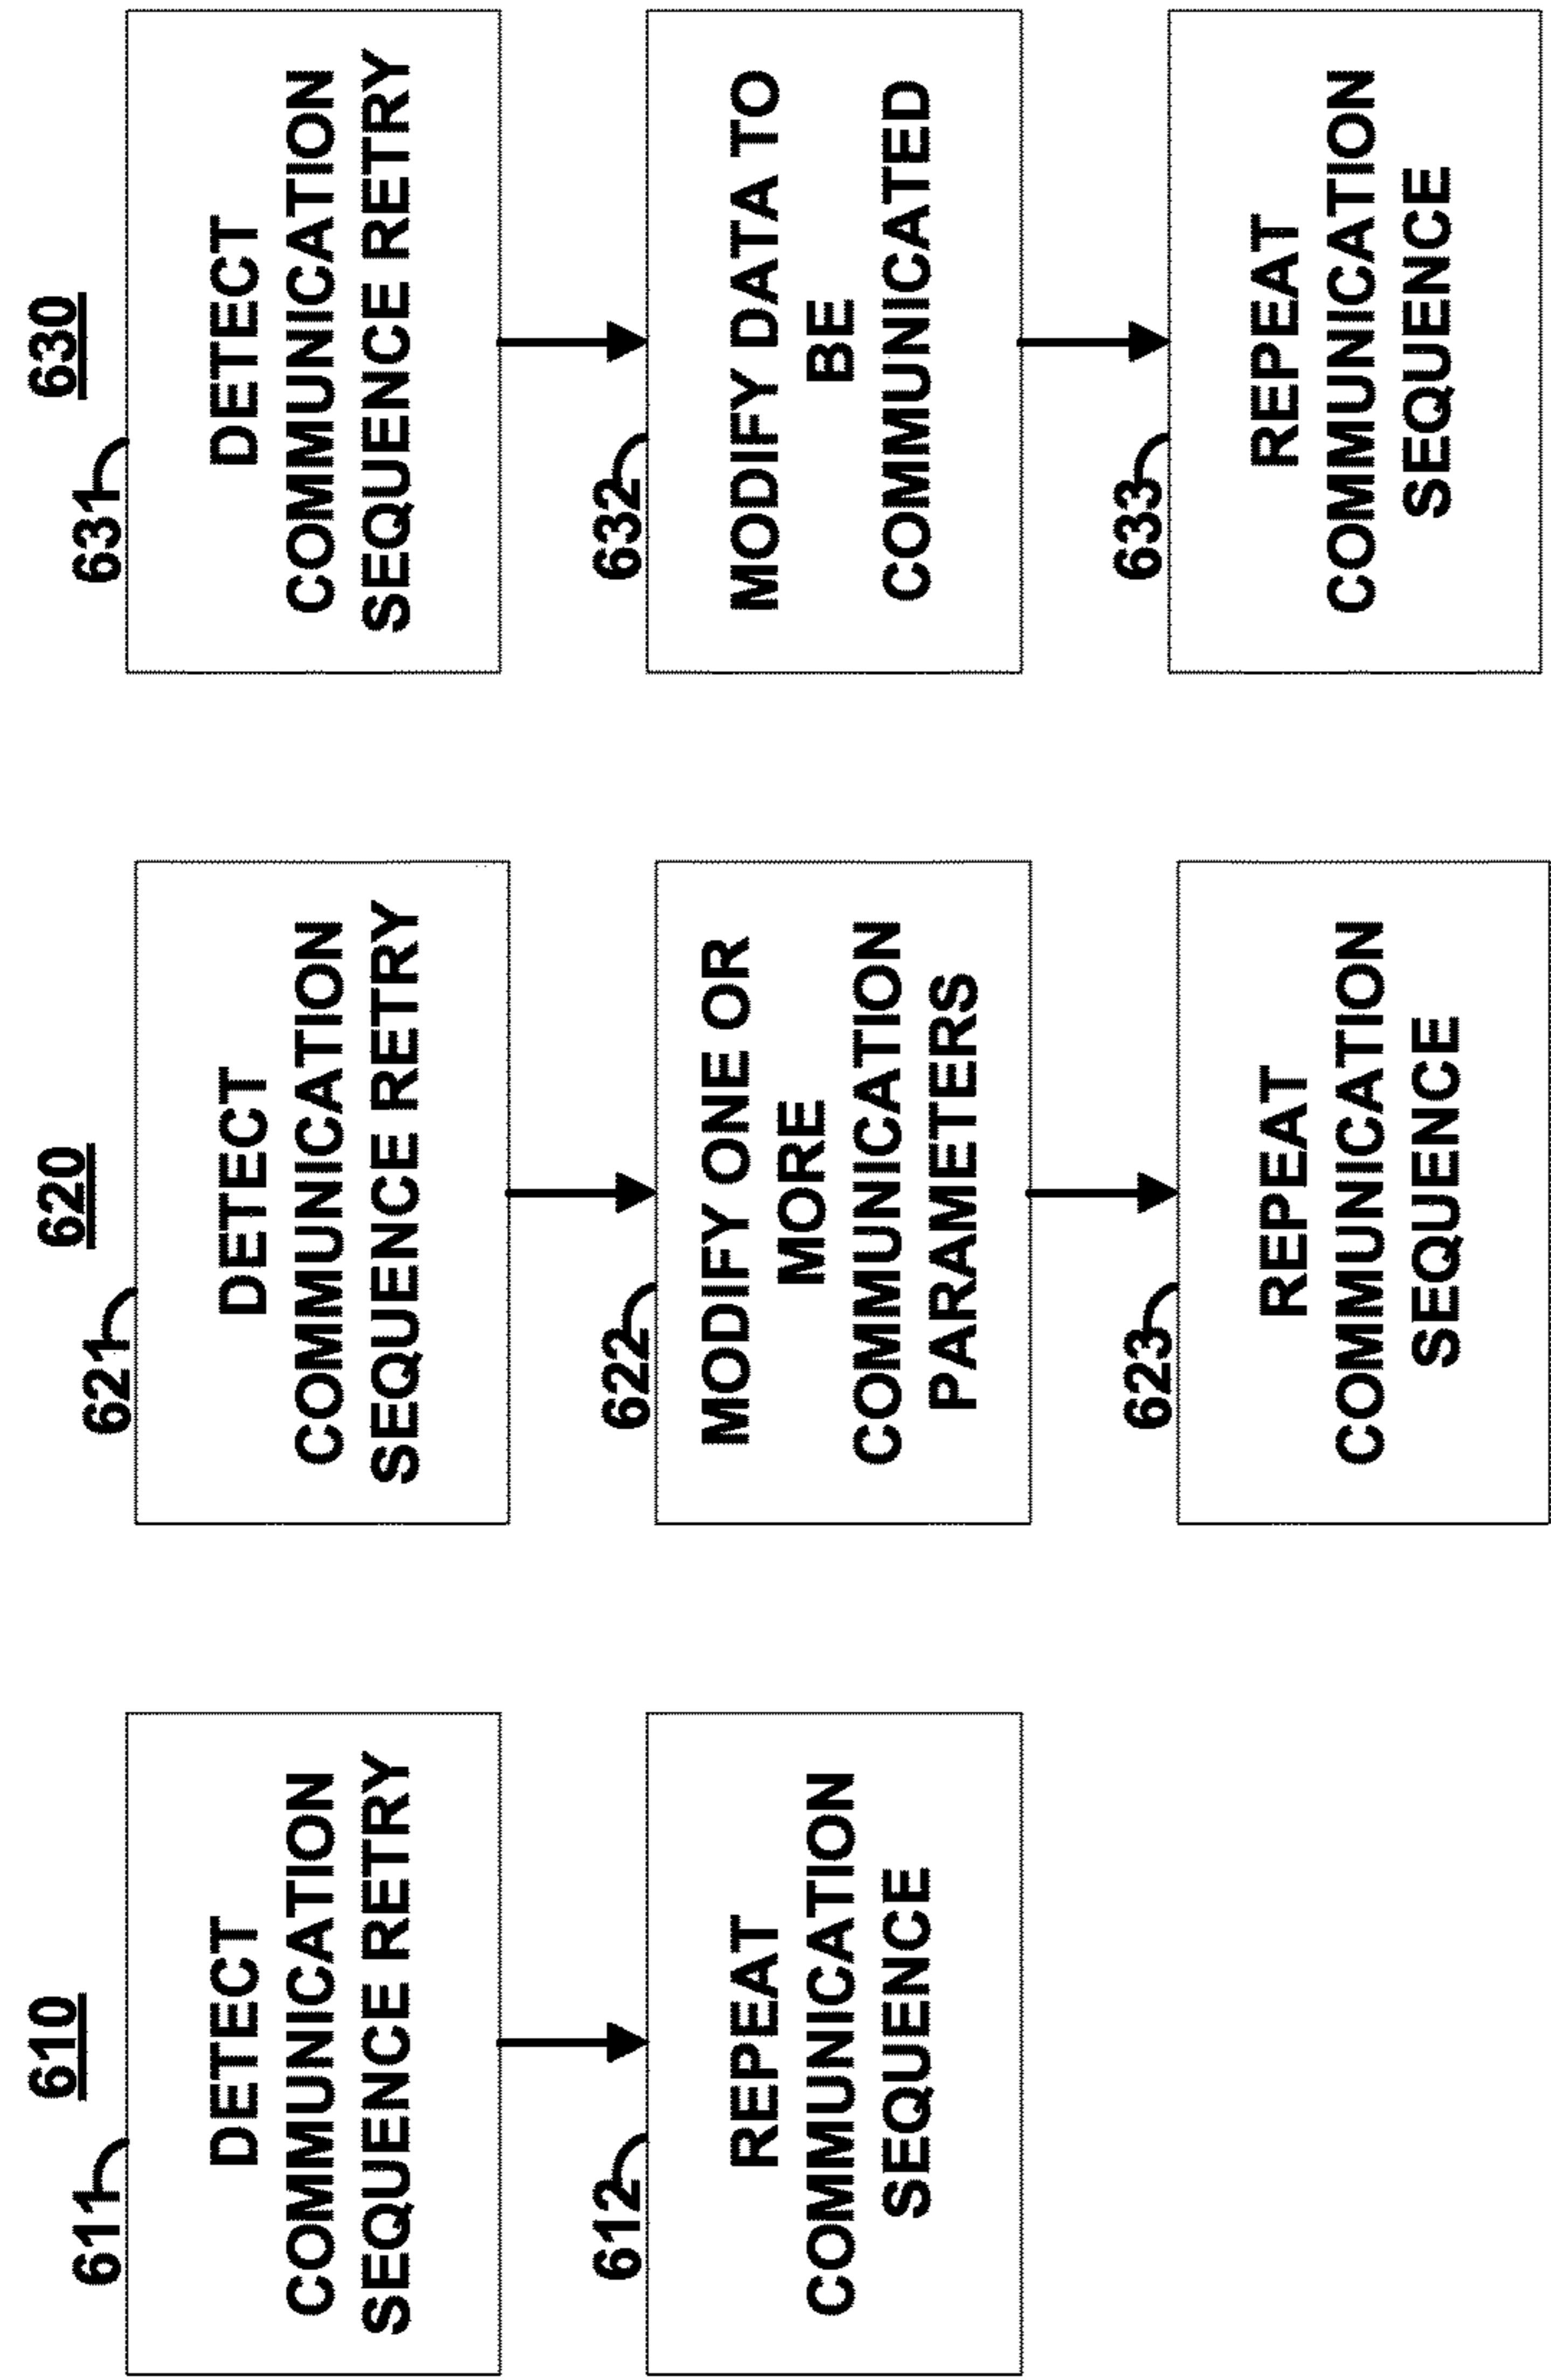 610
611
DETECT
COMMUNICATION
SEQUENCE RETRY
612
REPEAT
COMMUNICATION
SEQUENCE
620
621
DETECT
COMMUNICATION
SEQUENCE RETRY
622
MODIFY ONE OR
MORE
COMMUNICATION
PARAMETERS
623
REPEAT
COMMUNICATION
SEQUENCE
630
631
DETECT
COMMUNICATION
SEQUENCE RETRY
632
MODIFY DATA TO
BE
COMMUNICATED
633
REPEAT
COMMUNICATION
SEQUENCE